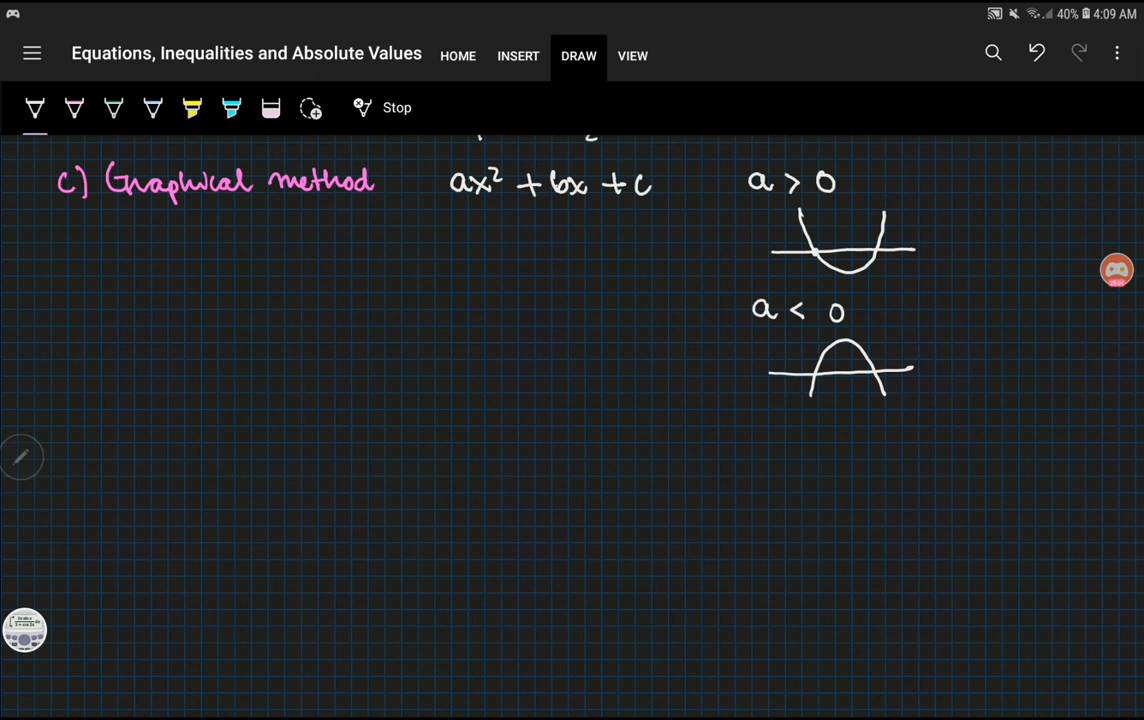 40% 4:09 AM
Equations, Inequalities and Absolute Values HOME INSERT DRAW VIEW
Stop
c) Graphical method ax² + bx + c a > 0
a < 0